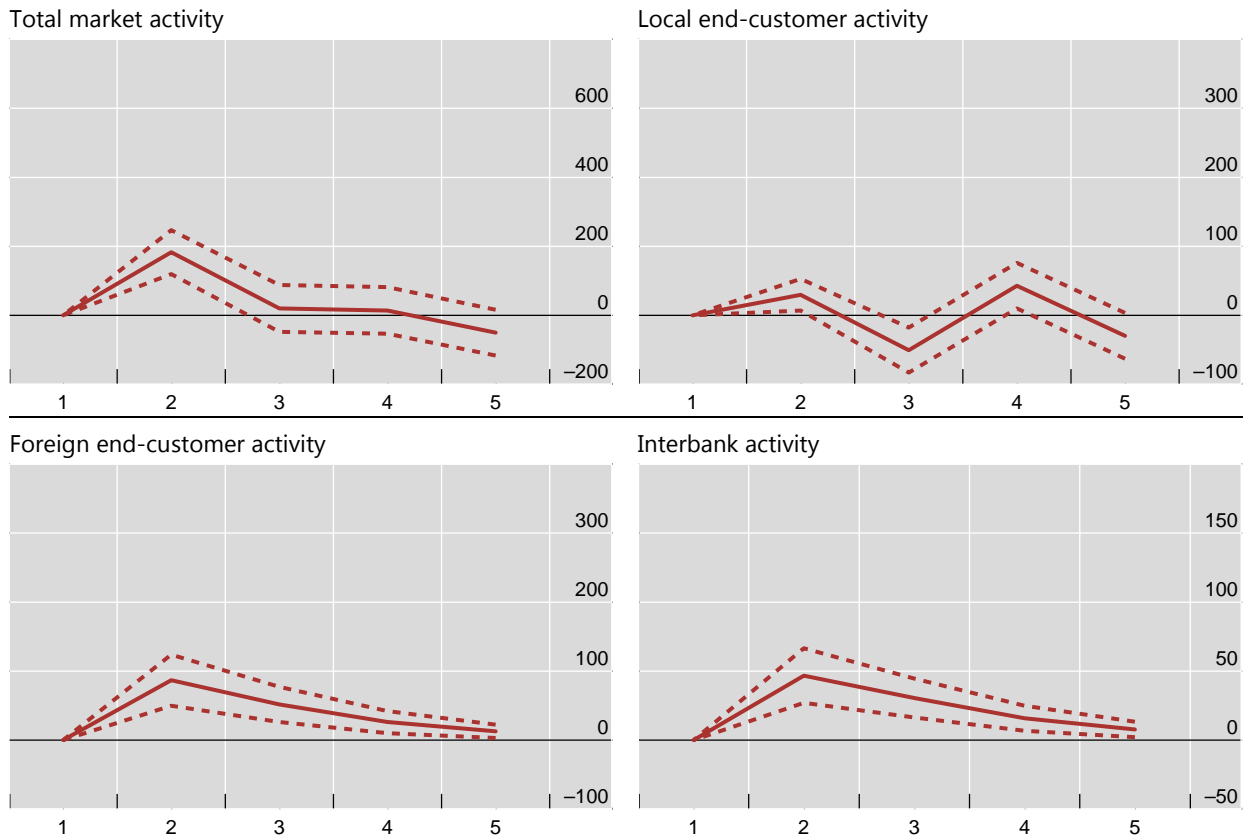 Total market activity
600
400
200
0
–200
1 2 3 4 5
Local end-customer activity
300
200
100
0
–100
1 2 3 4 5
Foreign end-customer activity
300
200
100
0
–100
1 2 3 4 5
Interbank activity
150
100
50
0
–50
1 2 3 4 5